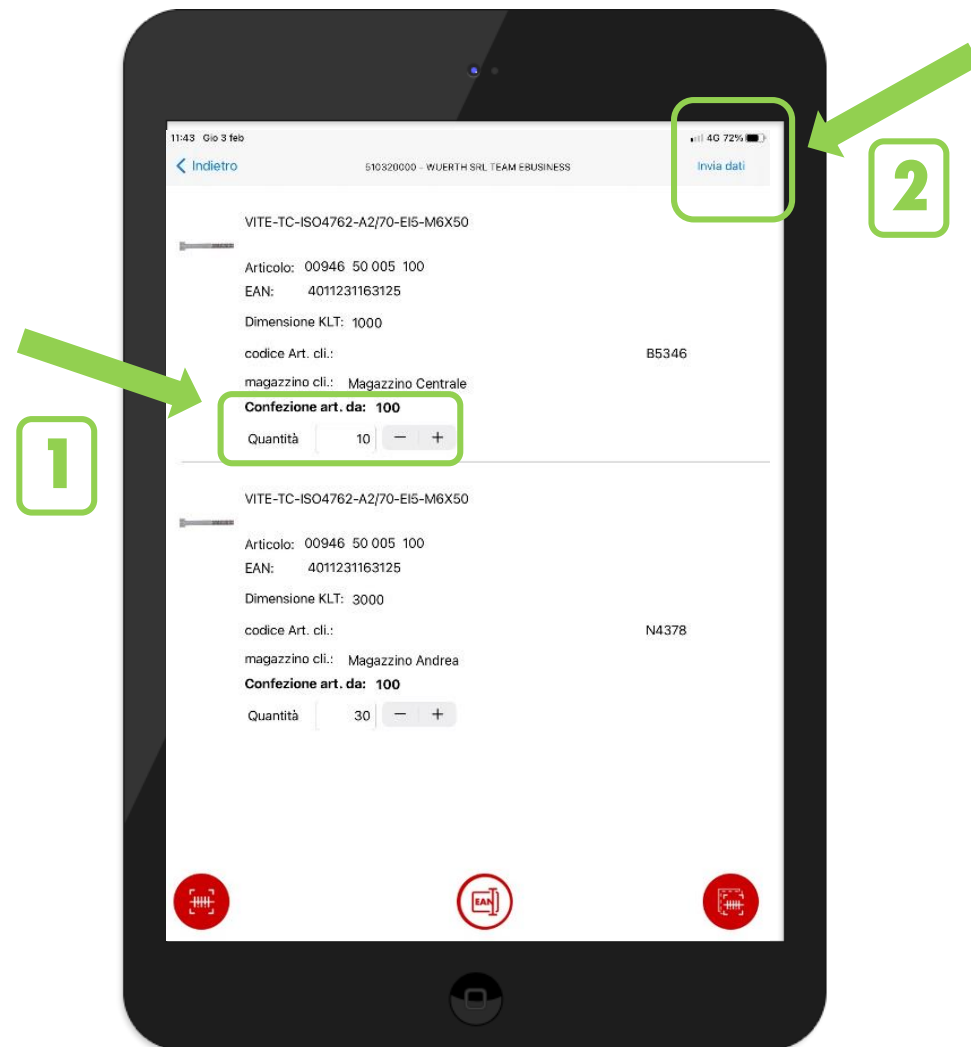 11:43 Gio 3 feb
4G 72%
Indietro
510320000 - WUERTH SRL TEAM EBUSINESS
Invia dati
2
VITE-TC-ISO4762-A2/70-EI5-M6X50
Articolo: 00946 50 005 100
EAN: 4011231163125
Dimensione KLT: 1000
codice Art. cli.: B5346
magazzino cli.: Magazzino Centrale
Confezione art. da: 100
Quantità 10 − +
1
VITE-TC-ISO4762-A2/70-EI5-M6X50
Articolo: 00946 50 005 100
EAN: 4011231163125
Dimensione KLT: 3000
codice Art. cli.: N4378
magazzino cli.: Magazzino Andrea
Confezione art. da: 100
Quantità 30 − +
EAN